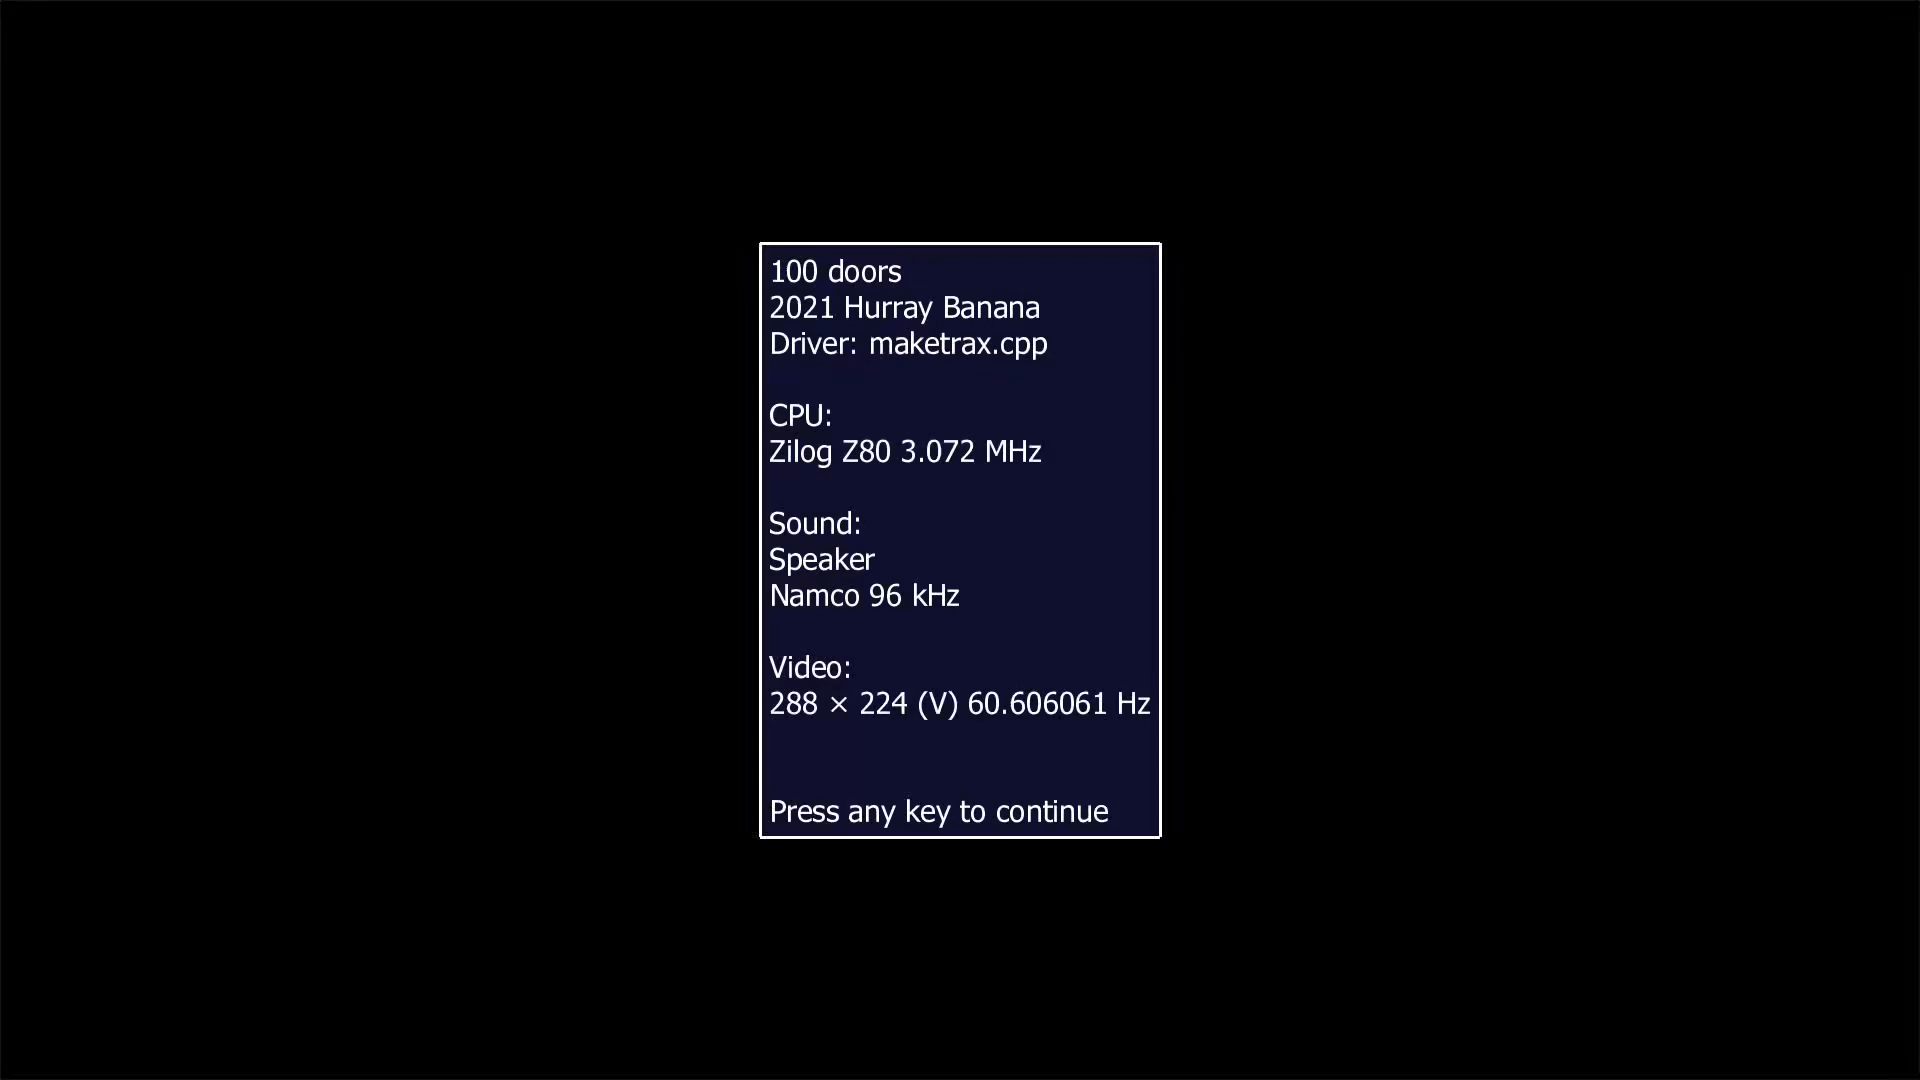 100 doors
2021 Hurray Banana
Driver: maketrax.cpp
CPU:
Zilog Z80 3.072 MHz
Sound:
Speaker
Namco 96 kHz
Video:
288 × 224 (V) 60.606061 Hz
Press any key to continue